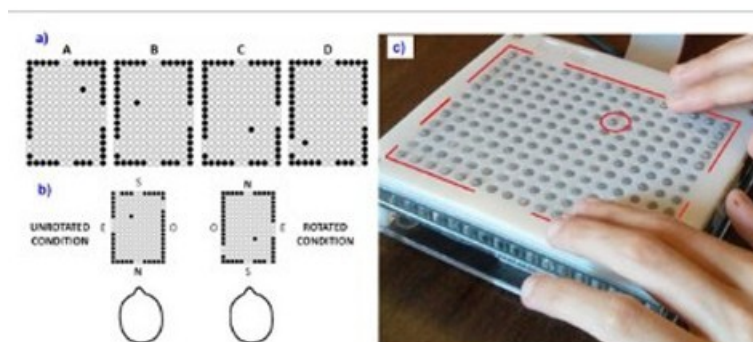 a)
A B C D
c)
b)
S N
UNROTATED CONDITION E O O E ROTATED CONDITION
N S